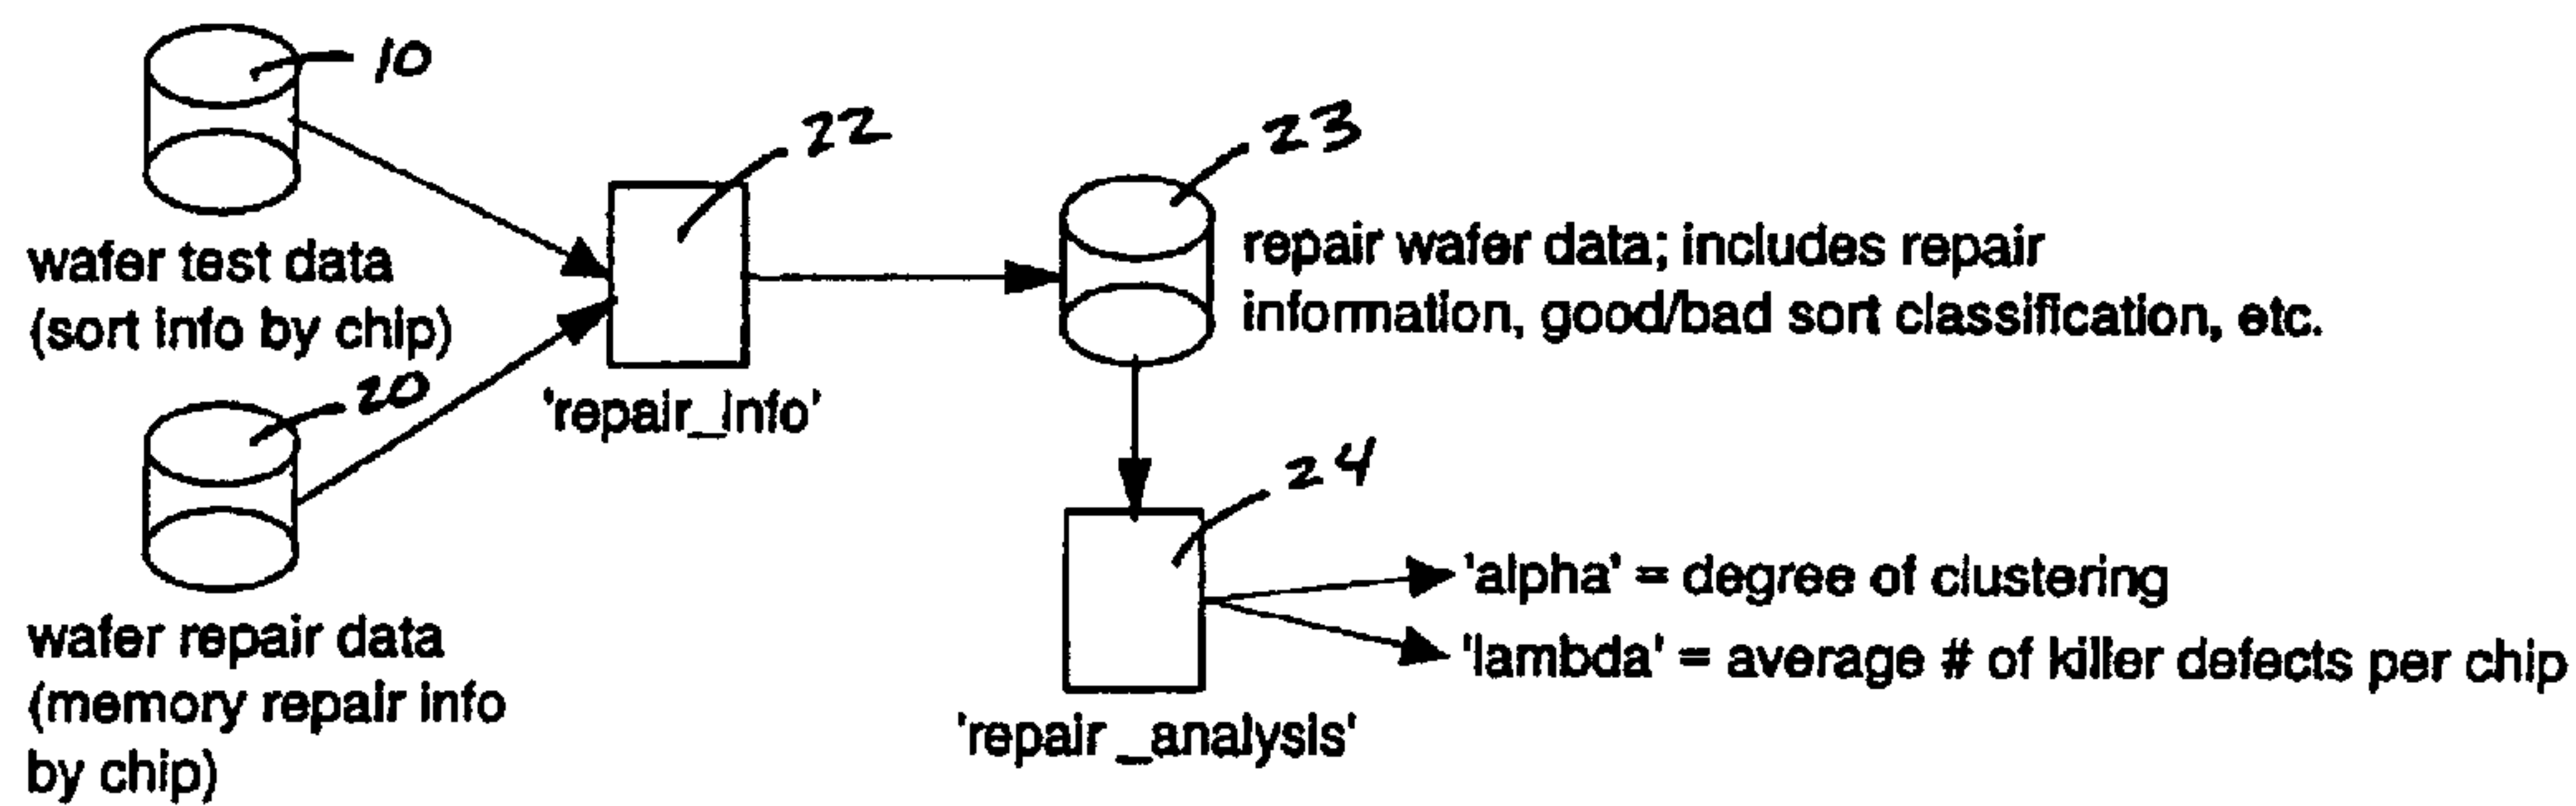 10
wafer test data
(sort info by chip)
20
wafer repair data
(memory repair info
by chip)
22
'repair_info'
23
repair wafer data; includes repair
information, good/bad sort classification, etc.
24
'repair_analysis'
'alpha' = degree of clustering
'lambda' = average # of killer defects per chip